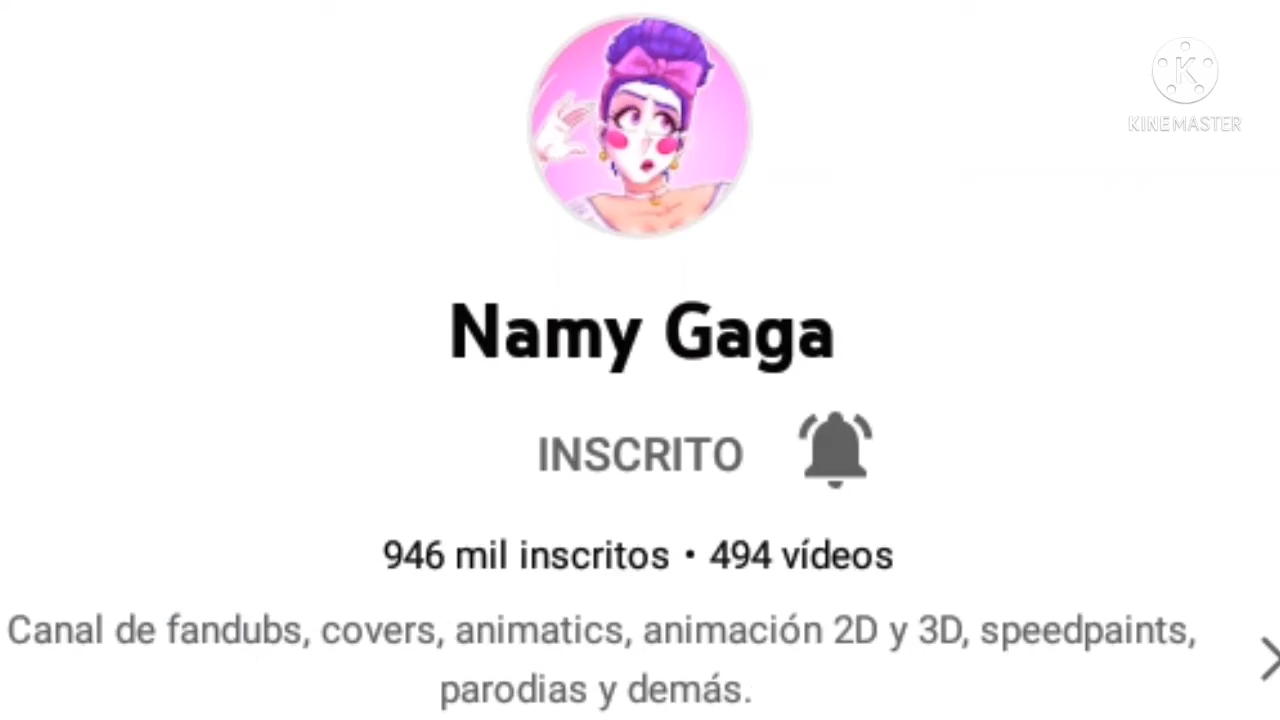 KINEMASTER
Namy Gaga
INSCRITO
946 mil inscritos • 494 vídeos
Canal de fandubs, covers, animatics, animación 2D y 3D, speedpaints,
parodias y demás.